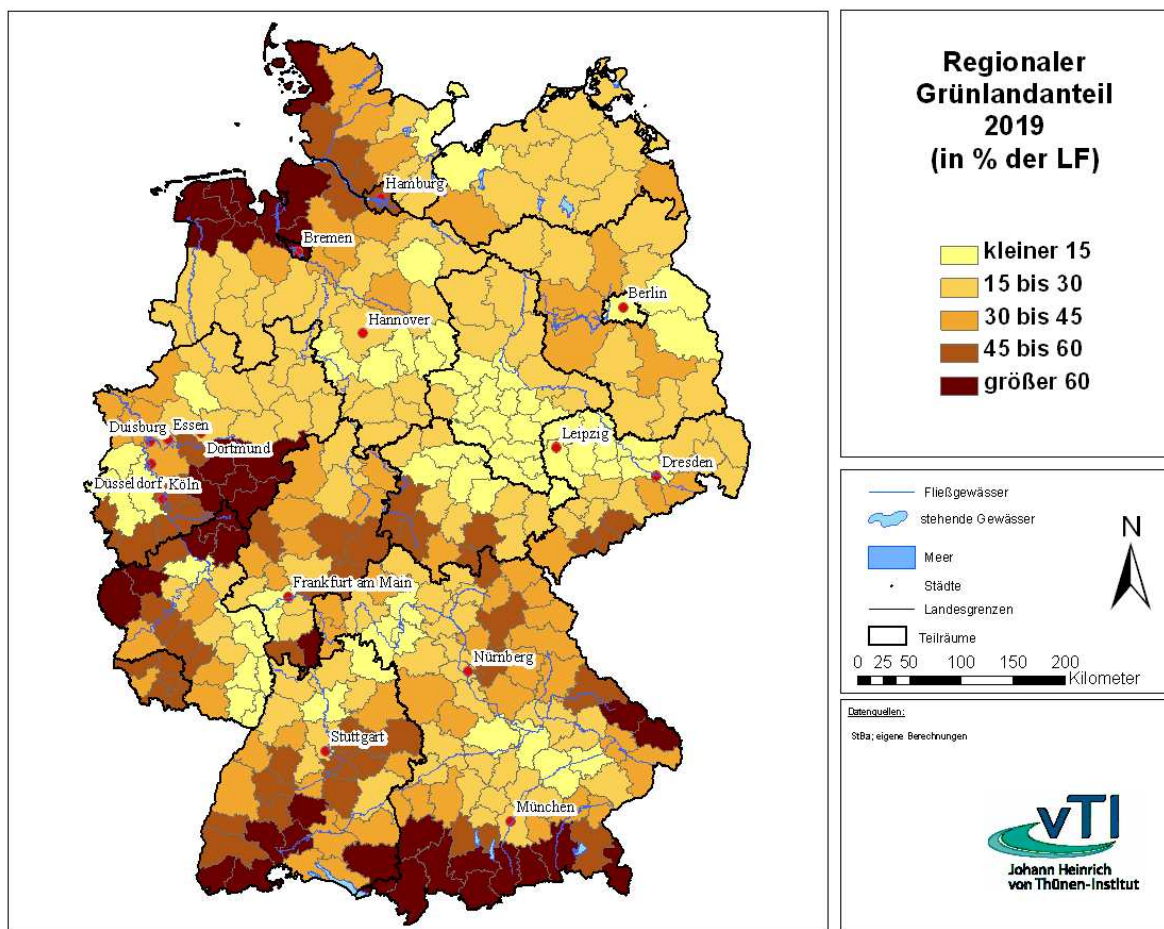 Regionaler
Grünlandanteil
2019
(in % der LF)
kleiner 15
15 bis 30
30 bis 45
45 bis 60
größer 60
Hamburg
Bremen
Berlin
Hannover
Duisburg
Essen
Dortmund
Leipzig
Dresden
Düsseldorf
Köln
Frankfurt am Main
Nürnberg
Stuttgart
München
Fließgewässer
stehende Gewässer
Meer
Städte
Landesgrenzen
Teilräume
N
0 25 50 100 150 200
Kilometer
Datenquellen:
StBa; eigene Berechnungen
vTI
Johann Heinrich
von Thünen-Institut